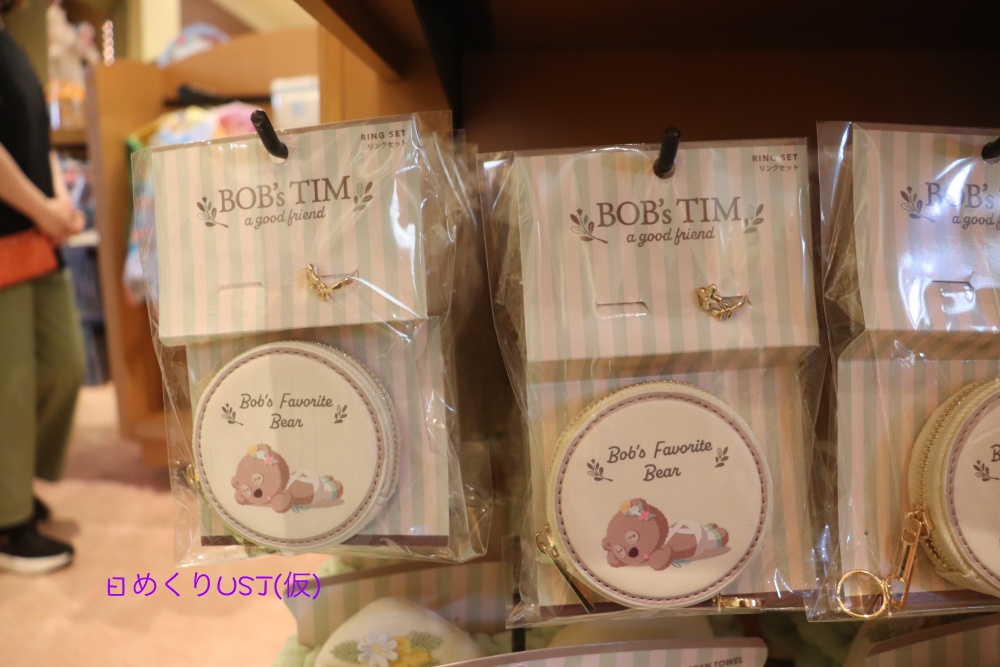 RING SET
リングセット
BOB's TIM
a good friend
Bob's Favorite
Bear
RING SET
リングセット
BOB's TIM
a good friend
Bob's Favorite
Bear
BOB's
a good
Bob's
TOWEL
日めくりUSJ(仮)